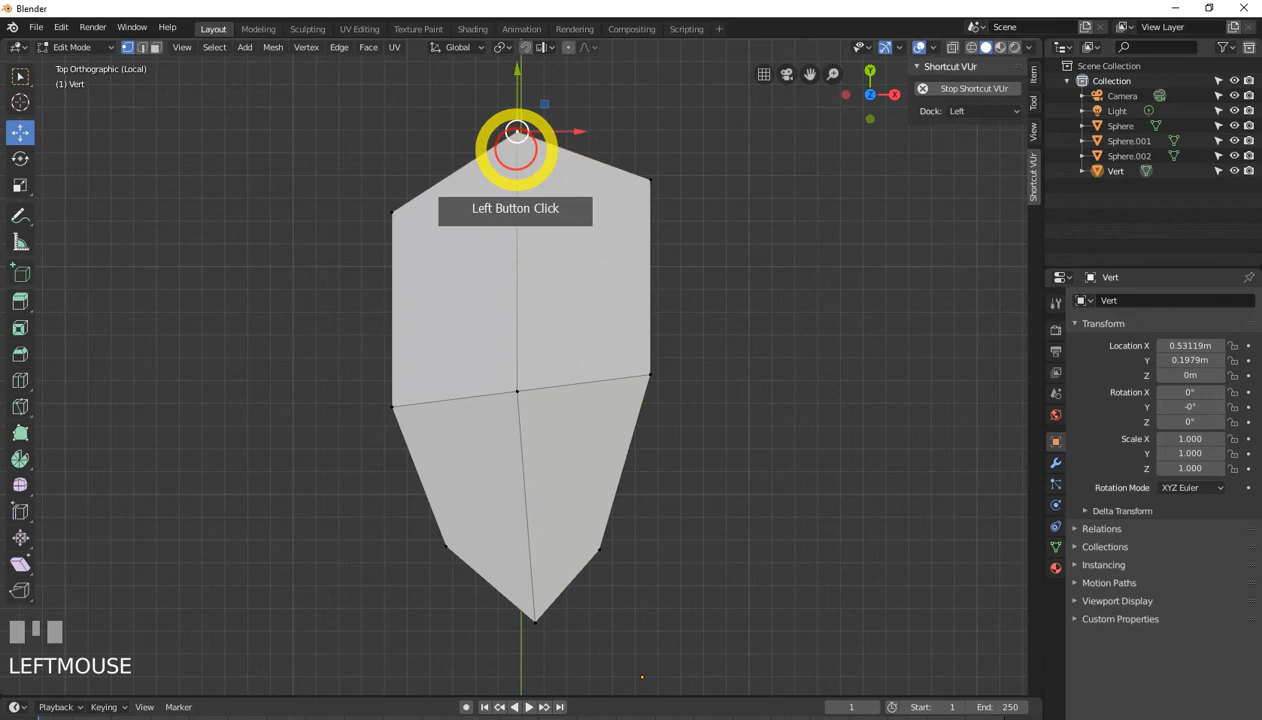 Blender
File Edit Render Window Help
Layout Modeling Sculpting UV Editing Texture Paint Shading Animation Rendering Compositing Scripting +
Scene
View Layer
Edit Mode View Select Add Mesh Vertex Edge Face UV Global
Top Orthographic (Local)
(1) Vert
Y
X
Z
Shortcut VUr
Stop Shortcut VUr
Dock: Left
Item
Tool
View
Shortcut VUr
Left Button Click
LEFTMOUSE
Scene Collection
Collection
Camera
Light
Sphere
Sphere.001
Sphere.002
Vert
Vert
Vert
Transform
Location X 0.53119m
Y 0.1979m
Z 0m
Rotation X 0°
Y -0°
Z 0°
Scale X 1.000
Y 1.000
Z 1.000
Rotation Mode XYZ Euler
Delta Transform
Relations
Collections
Instancing
Motion Paths
Viewport Display
Custom Properties
Playback Keying View Marker
1 Start: 1 End: 250